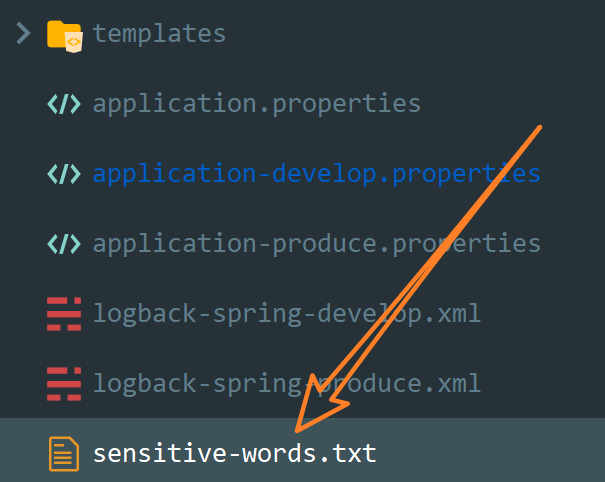 templates
application.properties
application-develop.properties
application-produce.properties
logback-spring-develop.xml
logback-spring-produce.xml
sensitive-words.txt